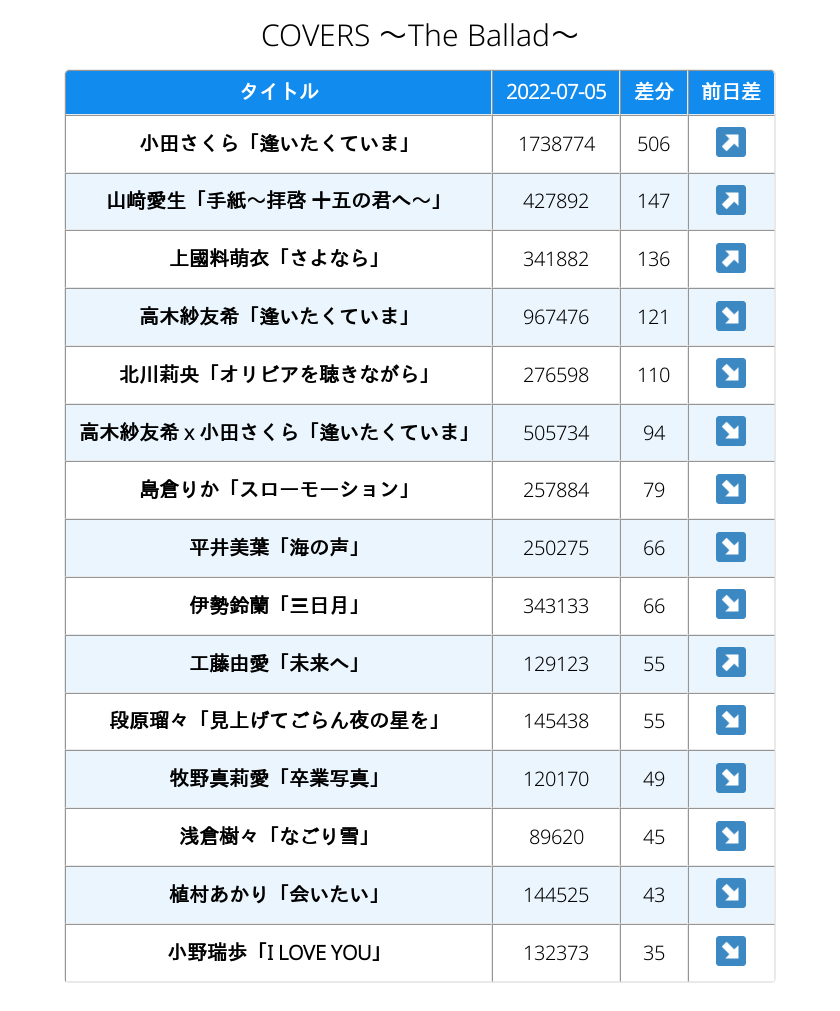 COVERS ～The Ballad～
タイトル 2022-07-05 差分 前日差
小田さくら「逢いたくていま」 1738774 506
山﨑愛生「手紙～拝啓 十五の君へ～」 427892 147
上國料萌衣「さよなら」 341882 136
高木紗友希「逢いたくていま」 967476 121
北川莉央「オリビアを聴きながら」 276598 110
高木紗友希 x 小田さくら「逢いたくていま」 505734 94
島倉りか「スローモーション」 257884 79
平井美葉「海の声」 250275 66
伊勢鈴蘭「三日月」 343133 66
工藤由愛「未来へ」 129123 55
段原瑠々「見上げてごらん夜の星を」 145438 55
牧野真莉愛「卒業写真」 120170 49
浅倉樹々「なごり雪」 89620 45
植村あかり「会いたい」 144525 43
小野瑞歩「I LOVE YOU」 132373 35